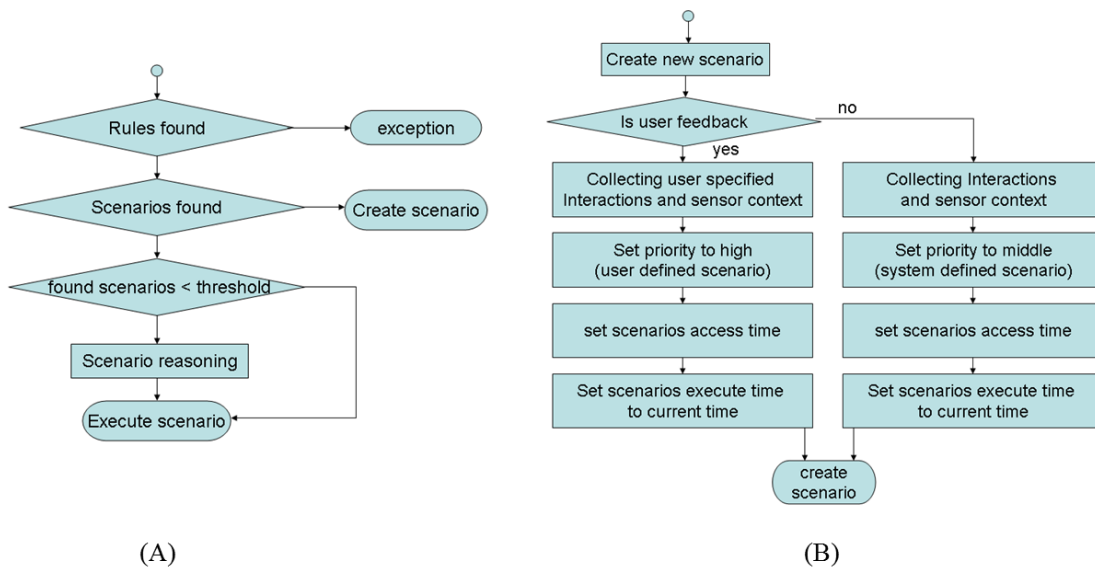 Rules found
exception
Scenarios found
Create scenario
found scenarios < threshold
Scenario reasoning
Execute scenario
(A)
Create new scenario
Is user feedback
no
yes
Collecting user specified
Interactions and sensor context
Set priority to high
(user defined scenario)
set scenarios access time
Set scenarios execute time
to current time
Collecting Interactions
and sensor context
Set priority to middle
(system defined scenario)
set scenarios access time
Set scenarios execute time
to current time
create
scenario
(B)